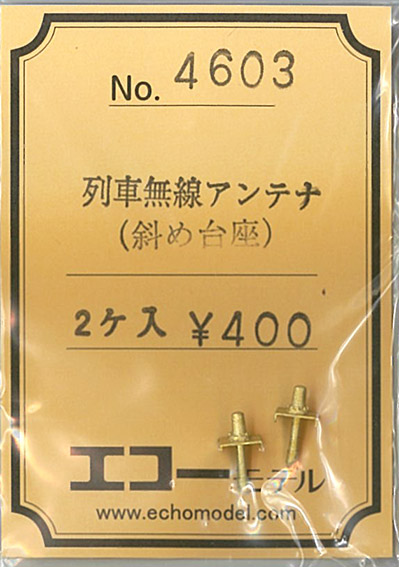 No. 4603
列車無線アンテナ
(斜め台座)
2ケ入 ¥400
エコーモデル
www.echomodel.com